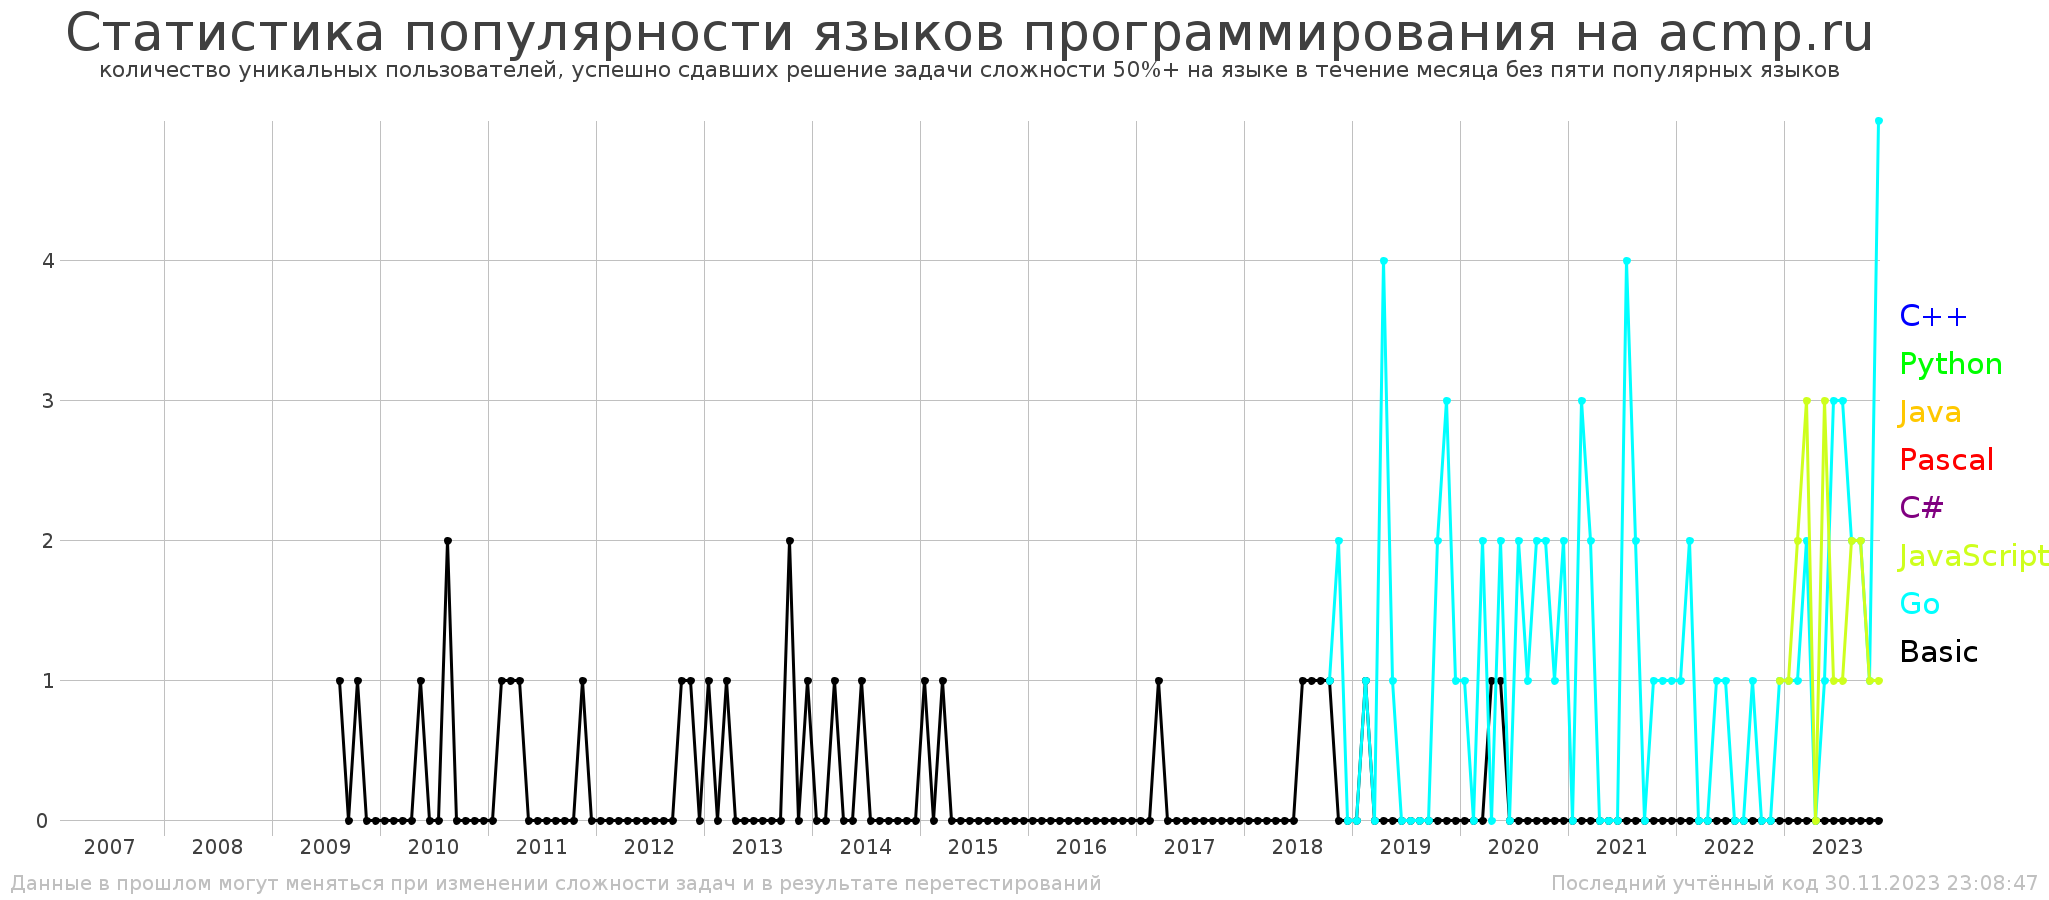 Статистика популярности языков программирования на acmp.ru
количество уникальных пользователей, успешно сдавших решение задачи сложности 50%+ на языке в течение месяца без пяти популярных языков
4
3
2
1
0
C++
Python
Java
Pascal
C#
JavaScript
Go
Basic
2007 2008 2009 2010 2011 2012 2013 2014 2015 2016 2017 2018 2019 2020 2021 2022 2023
Данные в прошлом могут меняться при изменении сложности задач и в результате перетестирований
Последний учтённый код 30.11.2023 23:08:47